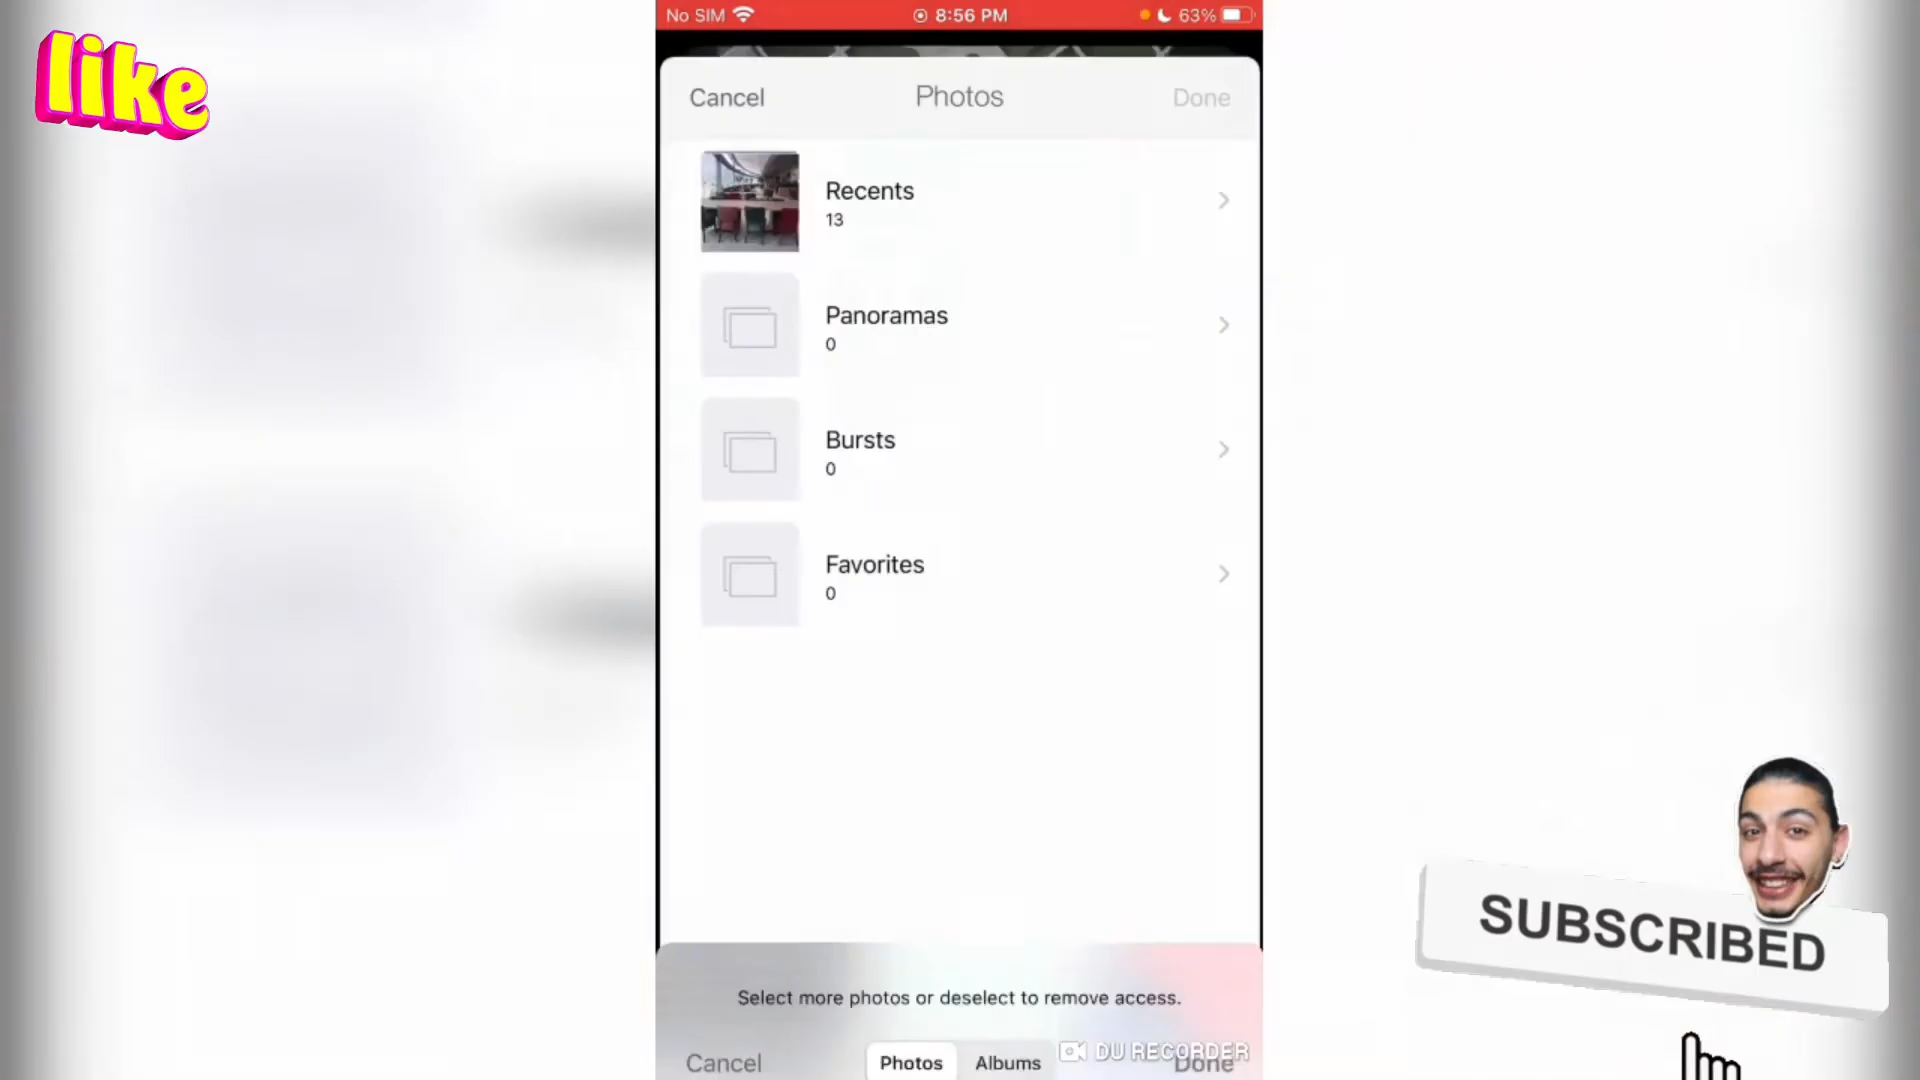 like
No SIM 8:56 PM 63%
Cancel Photos Done
Recents
13
Panoramas
0
Bursts
0
Favorites
0
Select more photos or deselect to remove access.
Cancel Photos Albums Done
DU RECORDER
SUBSCRIBED